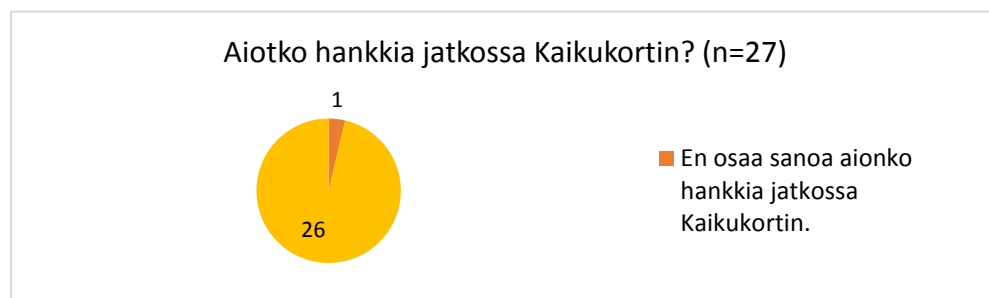 Aiotko hankkia jatkossa Kaikukortin? (n=27)
1
26
En osaa sanoa aionko
hankkia jatkossa
Kaikukortin.